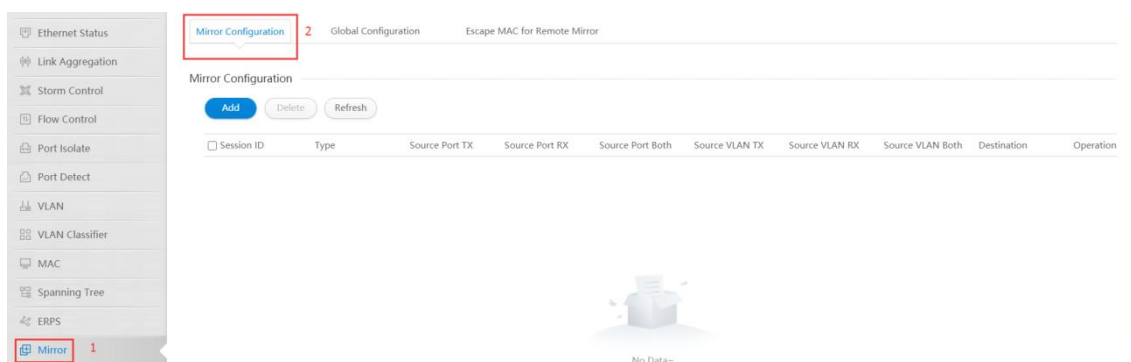 Ethernet Status
Link Aggregation
Storm Control
Flow Control
Port Isolate
Port Detect
VLAN
VLAN Classifier
MAC
Spanning Tree
ERPS
Mirror 1
Mirror Configuration 2 Global Configuration Escape MAC for Remote Mirror
Mirror Configuration
Add Delete Refresh
Session ID Type Source Port TX Source Port RX Source Port Both Source VLAN TX Source VLAN RX Source VLAN Both Destination Operation
No Data~